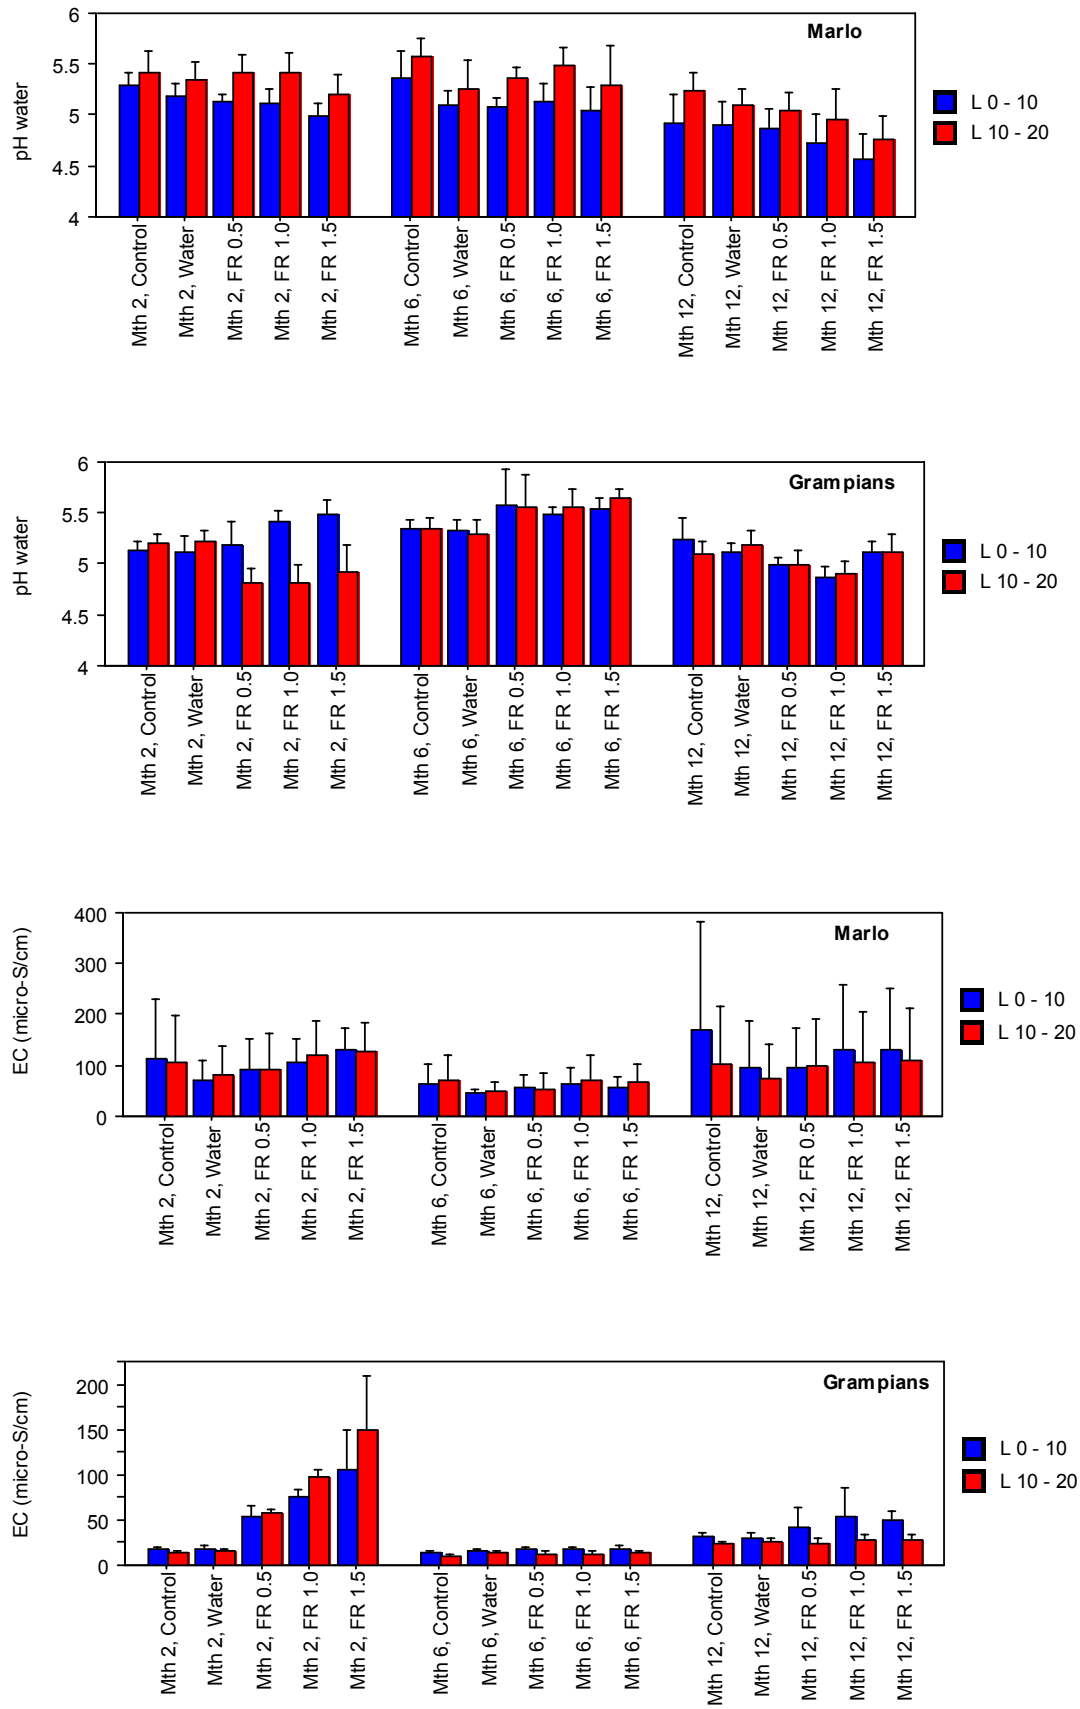 Marlo
pH water
6
5.5
5
4.5
4
L 0 - 10
L 10 - 20
Mth 2, Control
Mth 2, Water
Mth 2, FR 0.5
Mth 2, FR 1.0
Mth 2, FR 1.5
Mth 6, Control
Mth 6, Water
Mth 6, FR 0.5
Mth 6, FR 1.0
Mth 6, FR 1.5
Mth 12, Control
Mth 12, Water
Mth 12, FR 0.5
Mth 12, FR 1.0
Mth 12, FR 1.5
Grampians
pH water
6
5.5
5
4.5
4
L 0 - 10
L 10 - 20
Mth 2, Control
Mth 2, Water
Mth 2, FR 0.5
Mth 2, FR 1.0
Mth 2, FR 1.5
Mth 6, Control
Mth 6, Water
Mth 6, FR 0.5
Mth 6, FR 1.0
Mth 6, FR 1.5
Mth 12, Control
Mth 12, Water
Mth 12, FR 0.5
Mth 12, FR 1.0
Mth 12, FR 1.5
Marlo
EC (micro-S/cm)
400
300
200
100
0
L 0 - 10
L 10 - 20
Mth 2, Control
Mth 2, Water
Mth 2, FR 0.5
Mth 2, FR 1.0
Mth 2, FR 1.5
Mth 6, Control
Mth 6, Water
Mth 6, FR 0.5
Mth 6, FR 1.0
Mth 6, FR 1.5
Mth 12, Control
Mth 12, Water
Mth 12, FR 0.5
Mth 12, FR 1.0
Mth 12, FR 1.5
Grampians
EC (micro-S/cm)
200
150
100
50
0
L 0 - 10
L 10 - 20
Mth 2, Control
Mth 2, Water
Mth 2, FR 0.5
Mth 2, FR 1.0
Mth 2, FR 1.5
Mth 6, Control
Mth 6, Water
Mth 6, FR 0.5
Mth 6, FR 1.0
Mth 6, FR 1.5
Mth 12, Control
Mth 12, Water
Mth 12, FR 0.5
Mth 12, FR 1.0
Mth 12, FR 1.5